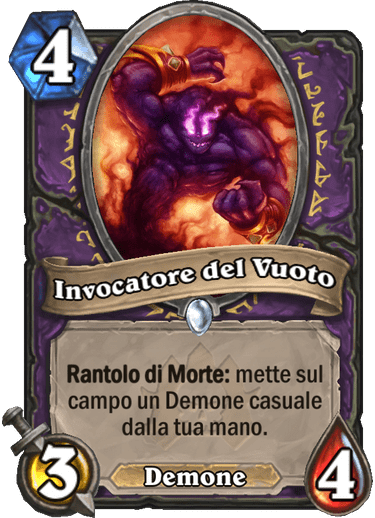 4
Invocatore del Vuoto
Rantolo di Morte: mette sul
campo un Demone casuale
dalla tua mano.
3
Demone
4